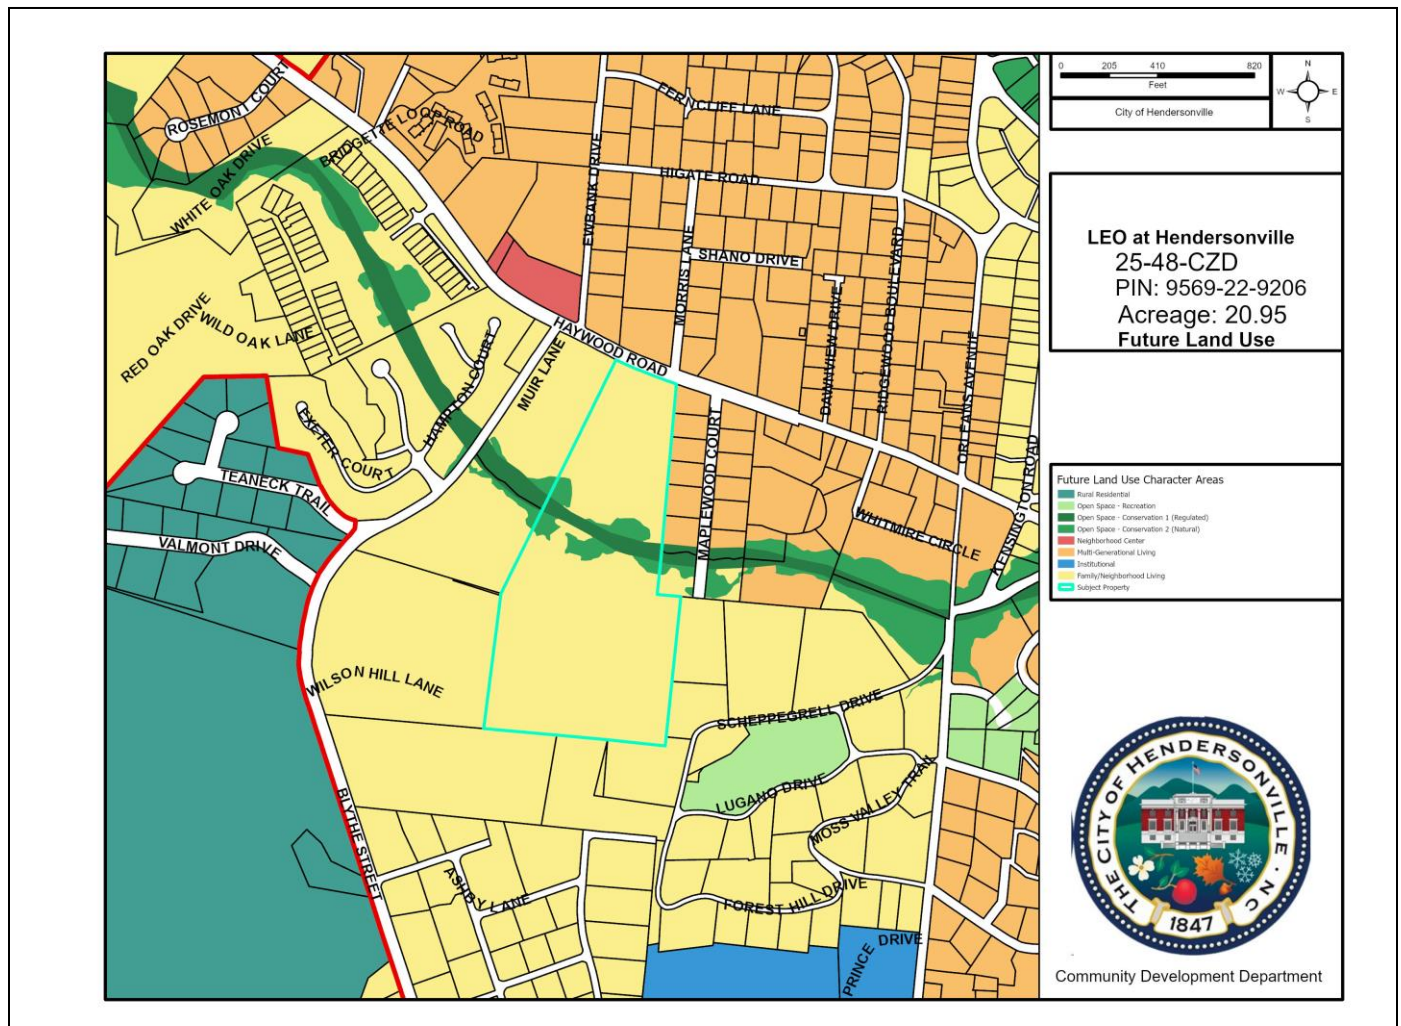 0 205 410 820
Feet
City of Hendersonville
N
W E
S
LEO at Hendersonville
25-48-CZD
PIN: 9569-22-9206
Acreage: 20.95
Future Land Use
Future Land Use Character Areas
Rural Residential
Open Space - Recreation
Open Space - Conservation 1 (Regulated)
Open Space - Conservation 2 (Natural)
Neighborhood Center
Multi-Generational Living
Institutional
Family/Neighborhood Living
Subject Property
THE CITY OF HENDERSONVILLE · N.C
1847
Community Development Department
ROSEMONT COURT
WHITE OAK DRIVE
BRIDGETTE LOOP ROAD
FERNCLIFF LANE
HIGATE ROAD
EWBANK DRIVE
MORRIS LANE
SHANO DRIVE
DAWNVIEW DRIVE
RIDGEWOOD BOULEVARD
ORLEANS AVENUE
KENSINGTON ROAD
RED OAK DRIVE
WILD OAK LANE
HAMPTON COURT
MUIR LANE
HAYWOOD ROAD
EXETER COURT
MAPLEWOOD COURT
WHITMIRE CIRCLE
TEANECK TRAIL
VALMONT DRIVE
WILSON HILL LANE
SCHEPPEGRELL DRIVE
LUGANO DRIVE
MOSS VALLEY TRAIL
BLYTHE STREET
ASHBY LANE
FOREST HILL DRIVE
PRINCE DRIVE